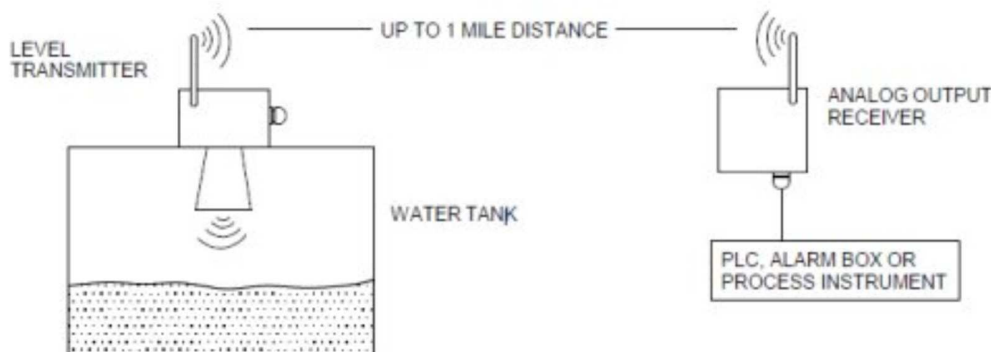 UP TO 1 MILE DISTANCE
LEVEL
TRANSMITTER
ANALOG OUTPUT
RECEIVER
WATER TANK
PLC, ALARM BOX OR
PROCESS INSTRUMENT